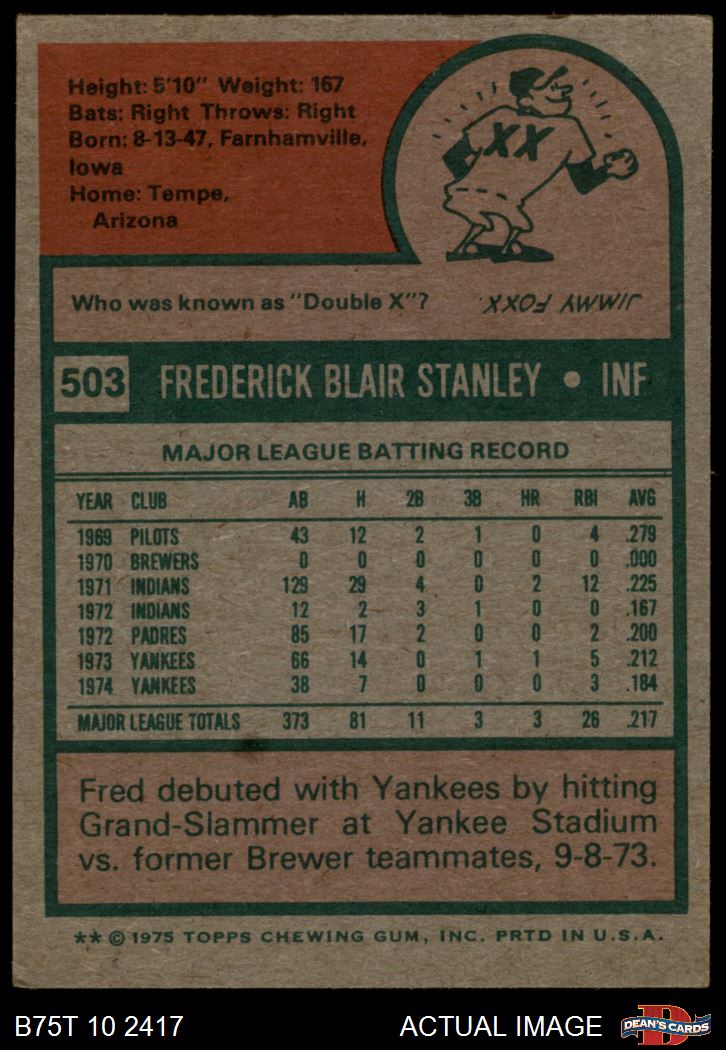 Height: 5'10" Weight: 167
Bats: Right Throws: Right
Born: 8-13-47, Farnhamville,
Iowa
Home: Tempe,
Arizona
XX
Who was known as "Double X"? JIMMY FOXX.
503 FREDERICK BLAIR STANLEY • INF
MAJOR LEAGUE BATTING RECORD
YEAR CLUB AB H 2B 3B HR RBI AVG
1969 PILOTS 43 12 2 1 0 4 .279
1970 BREWERS 0 0 0 0 0 0 .000
1971 INDIANS 129 29 4 0 2 12 .225
1972 INDIANS 12 2 3 1 0 0 .167
1972 PADRES 85 17 2 0 0 2 .200
1973 YANKEES 66 14 0 1 1 5 .212
1974 YANKEES 38 7 0 0 0 3 .184
MAJOR LEAGUE TOTALS 373 81 11 3 3 26 .217
Fred debuted with Yankees by hitting
Grand-Slammer at Yankee Stadium
vs. former Brewer teammates, 9-8-73.
** © 1975 TOPPS CHEWING GUM, INC. PRTD IN U.S.A.
B75T 10 2417 ACTUAL IMAGE
D
DEAN'S CARDS